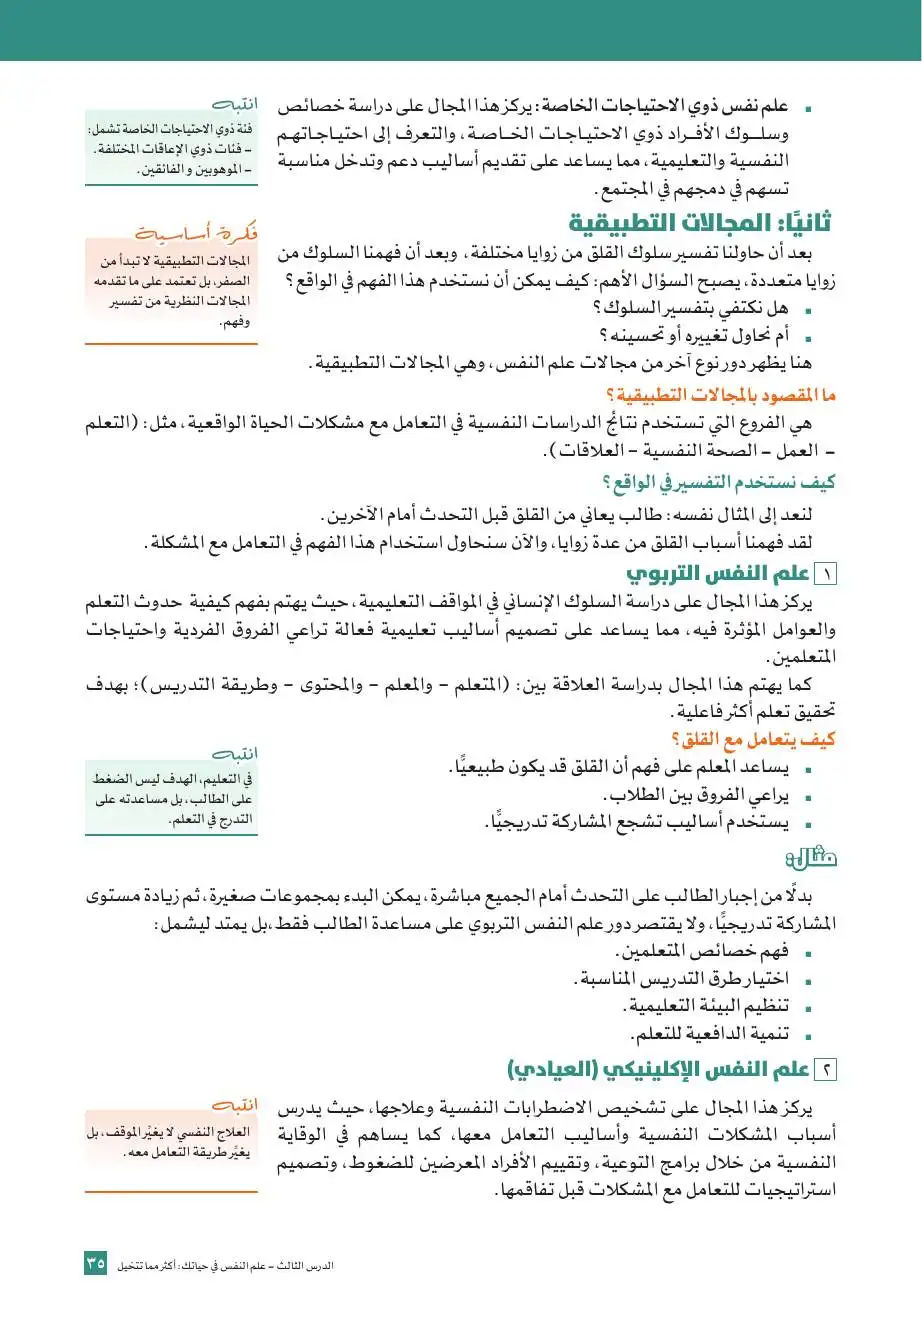 ▪ علم نفس ذوي الاحتياجات الخاصة: يركز هذا المجال على دراسة خصائص
وسلوك الأفراد ذوي الاحتياجات الخاصة، والتعرف إلى احتياجاتهم
النفسية والتعليمية، مما يساعد على تقديم أساليب دعم وتدخل مناسبة
تسهم في دمجهم في المجتمع.
انتبه
فئة ذوي الاحتياجات الخاصة تشمل:
– فئات ذوي الإعاقات المختلفة.
– الموهوبين و الفائقين.
ثانيًا: المجالات التطبيقية
بعد أن حاولنا تفسير سلوك القلق من زوايا مختلفة، وبعد أن فهمنا السلوك من
زوايا متعددة، يصبح السؤال الأهم: كيف يمكن أن نستخدم هذا الفهم في الواقع؟
▪ هل نكتفي بتفسير السلوك؟
▪ أم نحاول تغييره أو تحسينه؟
هنا يظهر دور نوع آخر من مجالات علم النفس، وهي المجالات التطبيقية.
فكرة أساسية
المجالات التطبيقية لا تبدأ من
الصفر، بل تعتمد على ما تقدمه
المجالات النظرية من تفسير
وفهم.
ما المقصود بالمجالات التطبيقية؟
هي الفروع التي تستخدم نتائج الدراسات النفسية في التعامل مع مشكلات الحياة الواقعية، مثل: (التعلم
– العمل – الصحة النفسية – العلاقات).
كيف نستخدم التفسير في الواقع؟
لنعد إلى المثال نفسه: طالب يعاني من القلق قبل التحدث أمام الآخرين.
لقد فهمنا أسباب القلق من عدة زوايا، والآن سنحاول استخدام هذا الفهم في التعامل مع المشكلة.
١ علم النفس التربوي
يركز هذا المجال على دراسة السلوك الإنساني في المواقف التعليمية، حيث يهتم بفهم كيفية حدوث التعلم
والعوامل المؤثرة فيه، مما يساعد على تصميم أساليب تعليمية فعالة تراعي الفروق الفردية واحتياجات
المتعلمين.
كما يهتم هذا المجال بدراسة العلاقة بين: (المتعلم – والمعلم – والمحتوى – وطريقة التدريس)؛ بهدف
تحقيق تعلم أكثر فاعلية.
كيف يتعامل مع القلق؟
▪ يساعد المعلم على فهم أن القلق قد يكون طبيعيًّا.
▪ يراعي الفروق بين الطلاب.
▪ يستخدم أساليب تشجع المشاركة تدريجيًّا.
انتبه
في التعليم، الهدف ليس الضغط
على الطالب، بل مساعدته على
التدرج في التعلم.
مثال:
بدلًا من إجبار الطالب على التحدث أمام الجميع مباشرة، يمكن البدء بمجموعات صغيرة، ثم زيادة مستوى
المشاركة تدريجيًّا، ولا يقتصر دور علم النفس التربوي على مساعدة الطالب فقط،بل يمتد ليشمل:
▪ فهم خصائص المتعلمين.
▪ اختيار طرق التدريس المناسبة.
▪ تنظيم البيئة التعليمية.
▪ تنمية الدافعية للتعلم.
٢ علم النفس الإكلينيكي (العيادي)
يركز هذا المجال على تشخيص الاضطرابات النفسية وعلاجها، حيث يدرس
أسباب المشكلات النفسية وأساليب التعامل معها، كما يساهم في الوقاية
النفسية من خلال برامج التوعية، وتقييم الأفراد المعرضين للضغوط، وتصميم
استراتيجيات للتعامل مع المشكلات قبل تفاقمها.
انتبه
العلاج النفسي لا يغيِّر الموقف، بل
يغيِّر طريقة التعامل معه.
الدرس الثالث – علم النفس في حياتك: أكثر مما تتخيل ٣٥